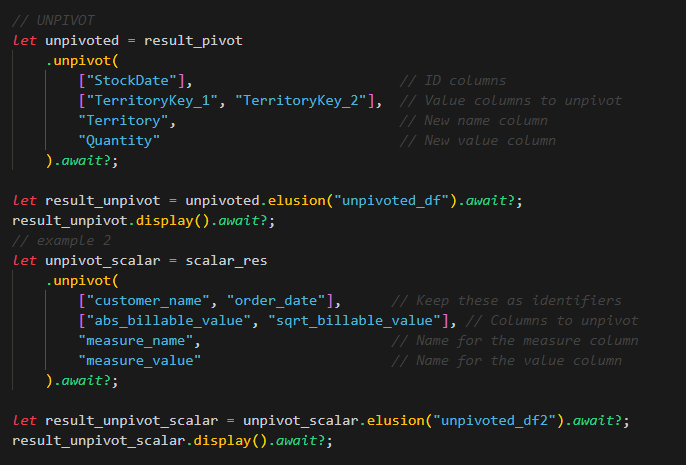 // UNPIVOT
let unpivoted = result_pivot
    .unpivot(
        ["StockDate"],                         // ID columns
        ["TerritoryKey_1", "TerritoryKey_2"],  // Value columns to unpivot
        "Territory",                           // New name column
        "Quantity"                             // New value column
    ).await?;

let result_unpivot = unpivoted.elusion("unpivoted_df").await?;
result_unpivot.display().await?;
// example 2
let unpivot_scalar = scalar_res
    .unpivot(
        ["customer_name", "order_date"],      // Keep these as identifiers
        ["abs_billable_value", "sqrt_billable_value"], // Columns to unpivot
        "measure_name",                       // Name for the measure column
        "measure_value"                       // Name for the value column
    ).await?;

let result_unpivot_scalar = unpivot_scalar.elusion("unpivoted_df2").await?;
result_unpivot_scalar.display().await?;